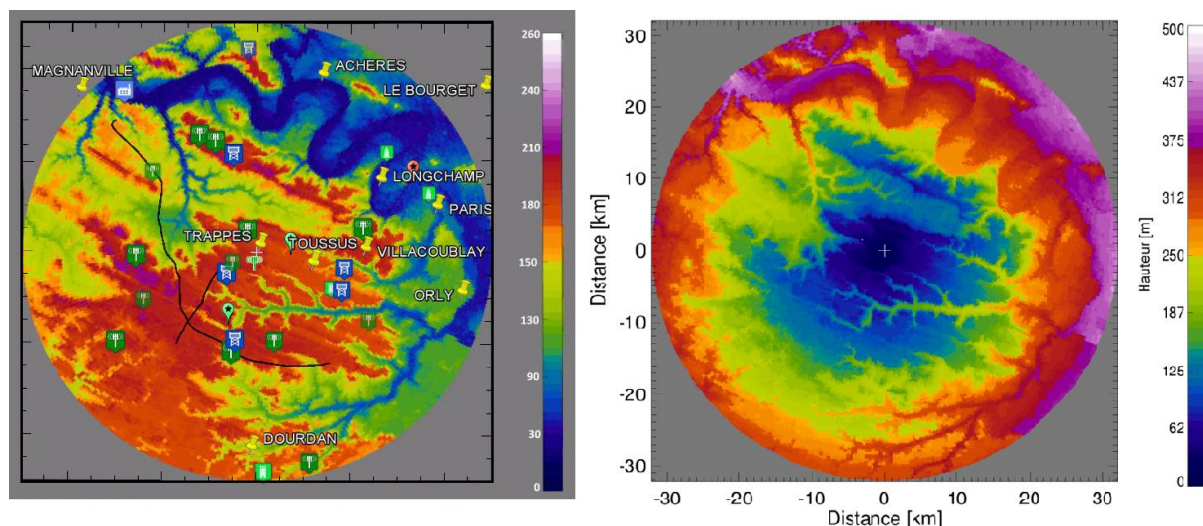 MAGNANVILLE
ACHERES
LE BOURGET
LONGCHAMP
PARIS
TRAPPES
TOUSSUS
VILLACOUBLAY
ORLY
DOURDAN
260
240
210
180
150
120
90
60
30
0
Distance [km]
30
20
10
0
-10
-20
-30
-30 -20 -10 0 10 20 30
Distance [km]
Hauteur [m]
500
437
375
312
250
187
125
62
0